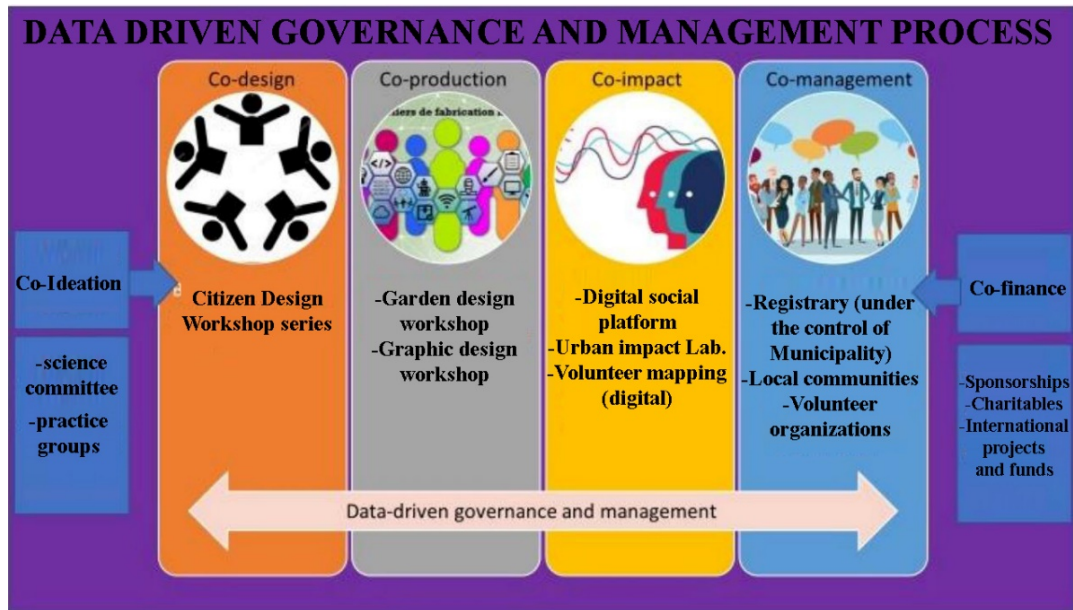 DATA DRIVEN GOVERNANCE AND MANAGEMENT PROCESS
Co-Ideation
-science
committee
-practice
groups
Co-design
Citizen Design
Workshop series
Co-production
iers de fabrication
-Garden design
workshop
-Graphic design
workshop
Co-impact
-Digital social
platform
-Urban impact Lab.
-Volunteer mapping
(digital)
Co-management
-Registrary (under
the control of
Municipality)
-Local communities
-Volunteer
organizations
Co-finance
-Sponsorships
-Charitables
-International
projects
and funds
Data-driven governance and management